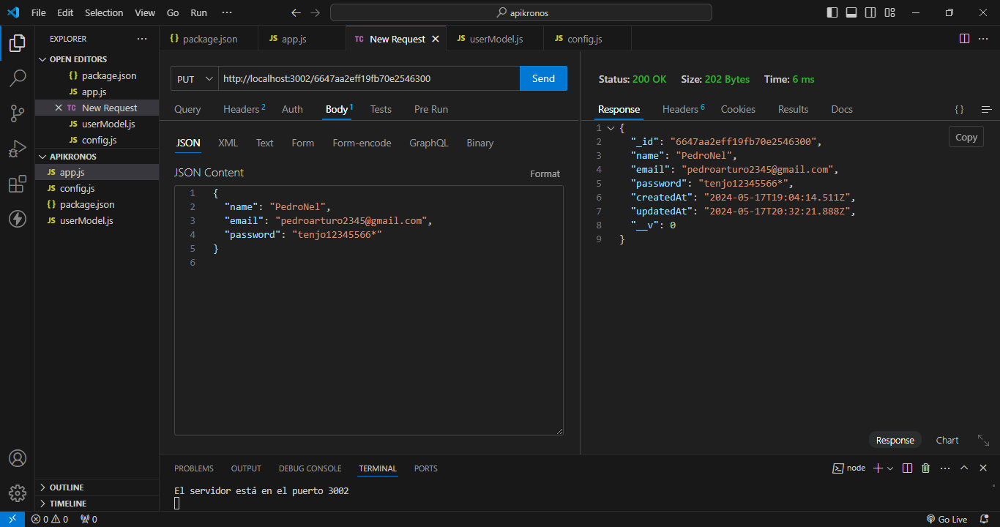 File Edit Selection View Go Run ··· apikronos
EXPLORER ···
OPEN EDITORS
{} package.json
JS app.js
TC New Request
JS userModel.js
JS config.js
APIKRONOS
JS app.js
JS config.js
{} package.json
JS userModel.js
OUTLINE
TIMELINE
{} package.json JS app.js TC New Request JS userModel.js JS config.js ···
PUT http://localhost:3002/6647aa2eff19fb70e2546300 Send
Query Headers 2 Auth Body 1 Tests Pre Run
JSON XML Text Form Form-encode GraphQL Binary
JSON Content Format
1 {
2 "name": "PedroNel",
3 "email": "pedroarturo2345@gmail.com",
4 "password": "tenjo12345566*"
5 }
6
Status: 200 OK Size: 202 Bytes Time: 6 ms
Response Headers 6 Cookies Results Docs { }
Copy
1 {
2 "_id": "6647aa2eff19fb70e2546300",
3 "name": "PedroNel",
4 "email": "pedroarturo2345@gmail.com",
5 "password": "tenjo12345566*",
6 "createdAt": "2024-05-17T19:04:14.511Z",
7 "updatedAt": "2024-05-17T20:32:21.888Z",
8 "__v": 0
9 }
Response Chart
PROBLEMS OUTPUT DEBUG CONSOLE TERMINAL PORTS node ···
El servidor está en el puerto 3002
0 0 0 Go Live